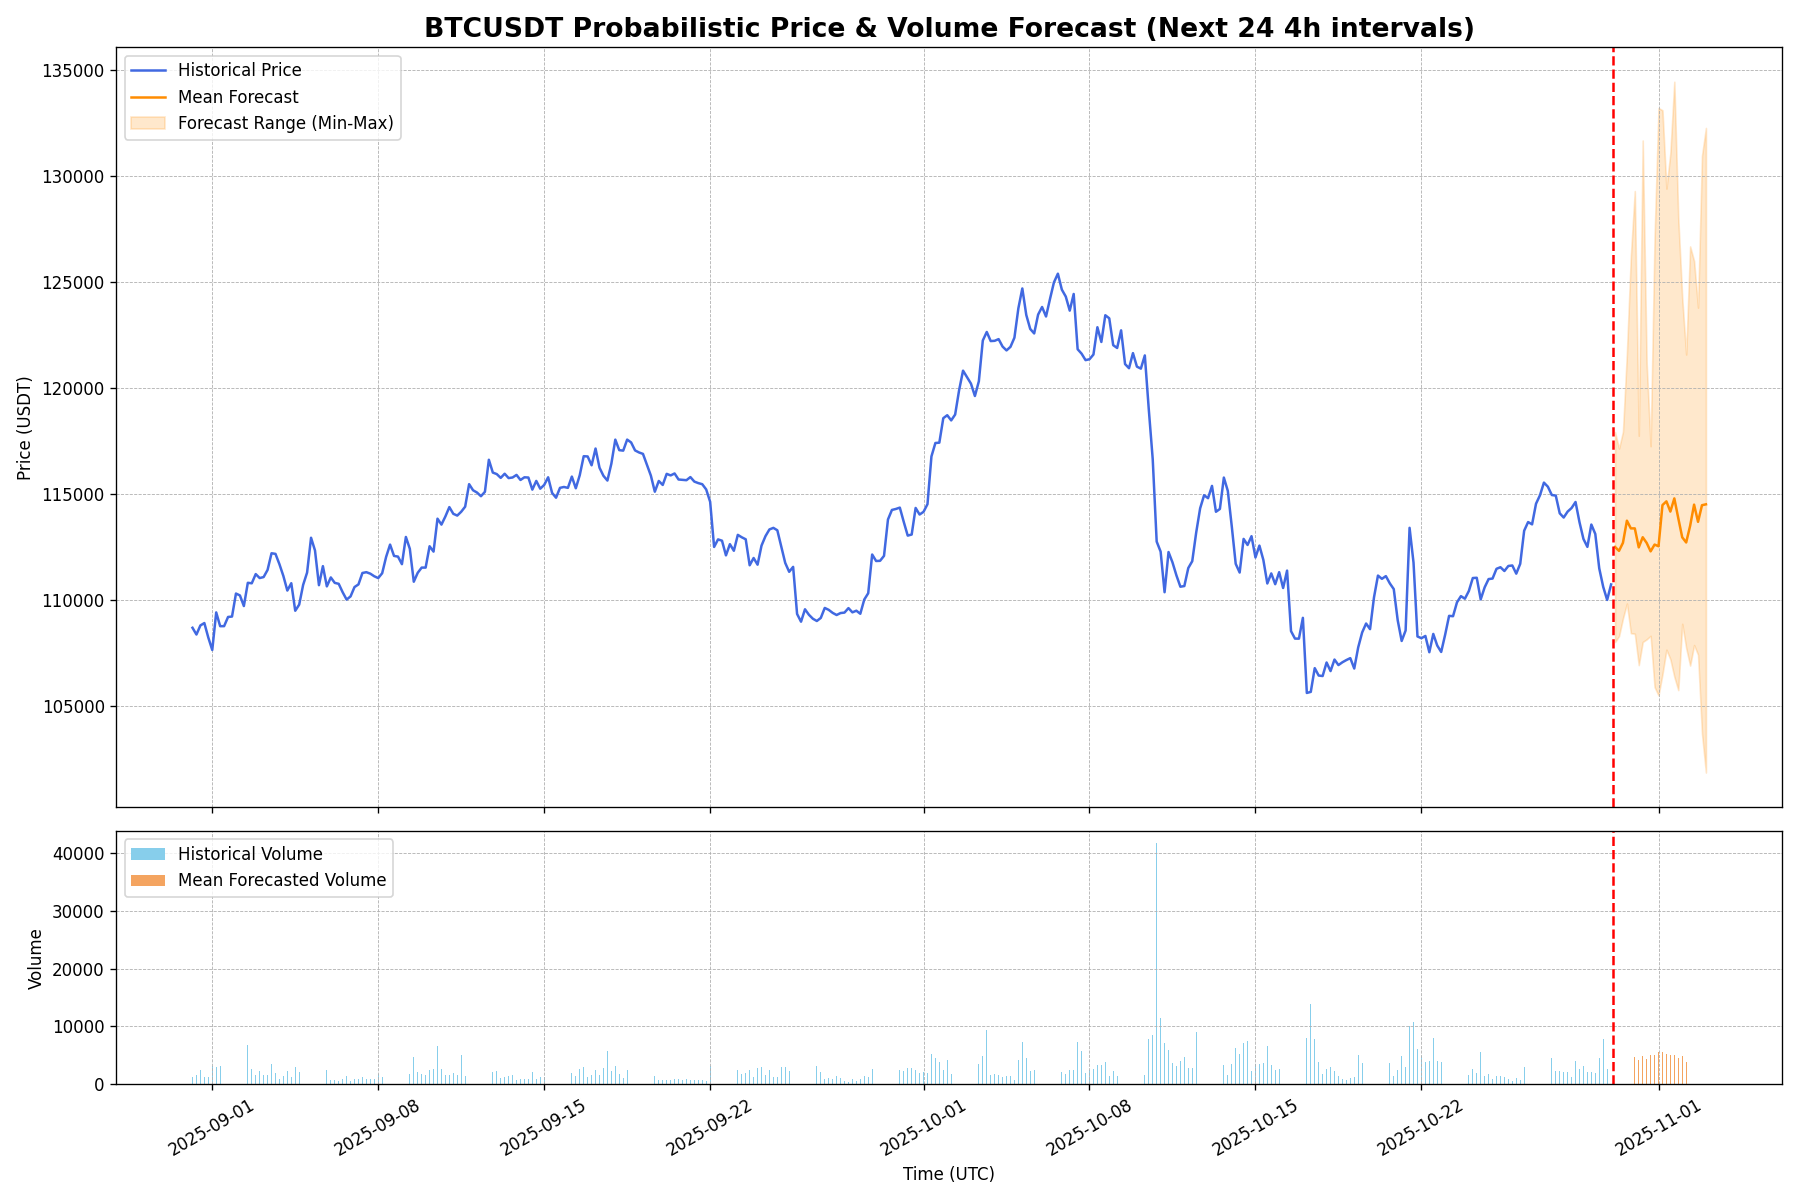 BTCUSDT Probabilistic Price & Volume Forecast (Next 24 4h intervals)
Historical Price
Mean Forecast
Forecast Range (Min-Max)
135000
130000
125000
120000
115000
110000
105000
Price (USDT)
Historical Volume
Mean Forecasted Volume
40000
30000
20000
10000
0
Volume
2025-09-01
2025-09-08
2025-09-15
2025-09-22
2025-10-01
2025-10-08
2025-10-15
2025-10-22
2025-11-01
Time (UTC)